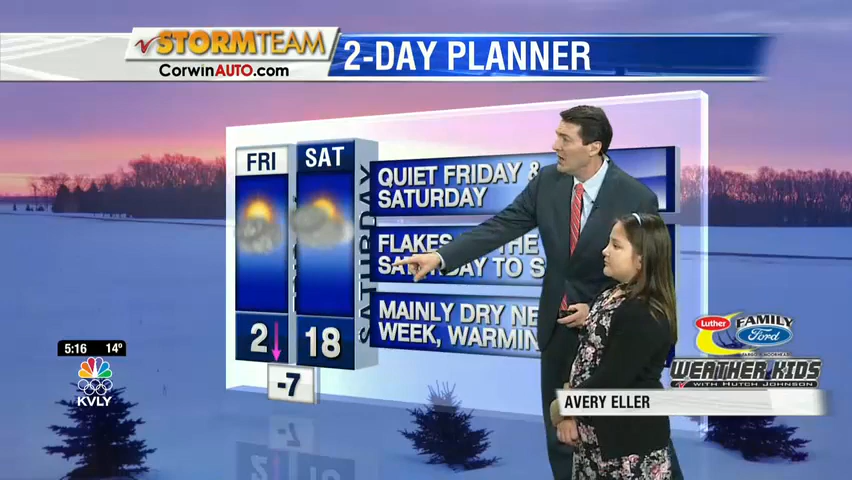 STORMTEAM
CorwinAUTO.com
2-DAY PLANNER
FRI
SAT
2
18
-7
SATURDAY
QUIET FRIDAY &
SATURDAY
FLAKES
THE
SATURDAY TO S
MAINLY DRY NE
WEEK, WARMIN
5:16 14°
KVLY
Luther
FAMILY
Ford
WEATHER KIDS
WITH HUTCH JOHNSON
AVERY ELLER